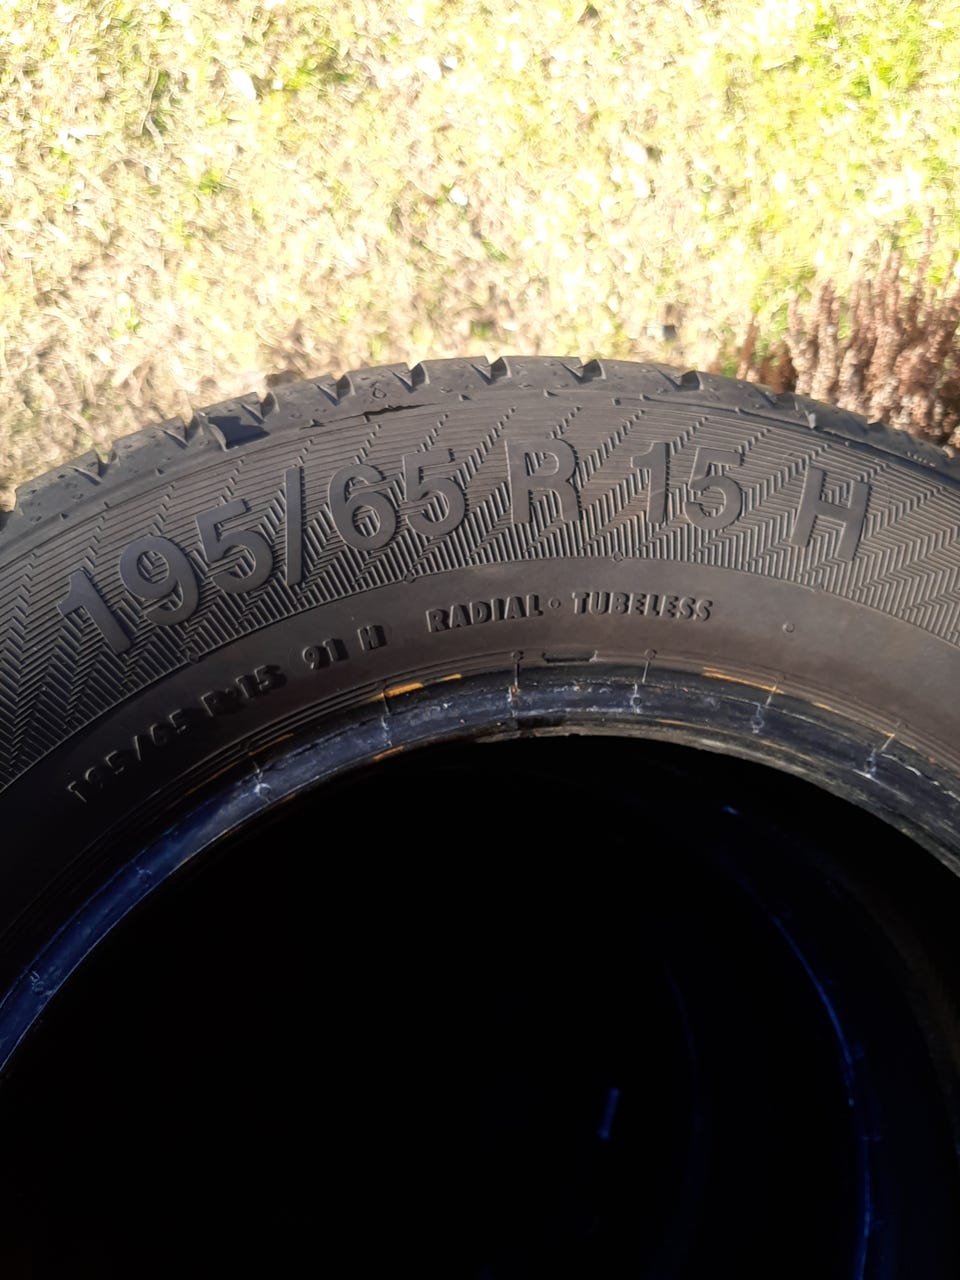 195/65 R 15 H
195/65 R 15 91 H RADIAL · TUBELESS